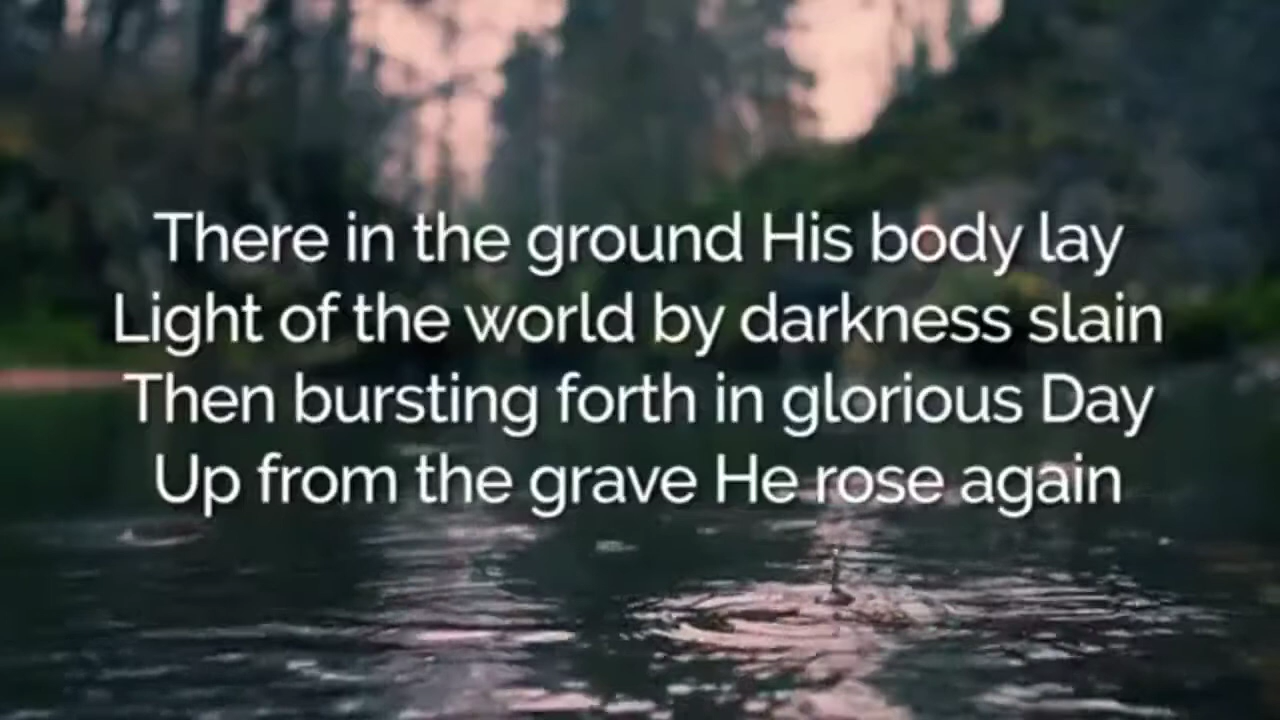 There in the ground His body lay
Light of the world by darkness slain
Then bursting forth in glorious Day
Up from the grave He rose again